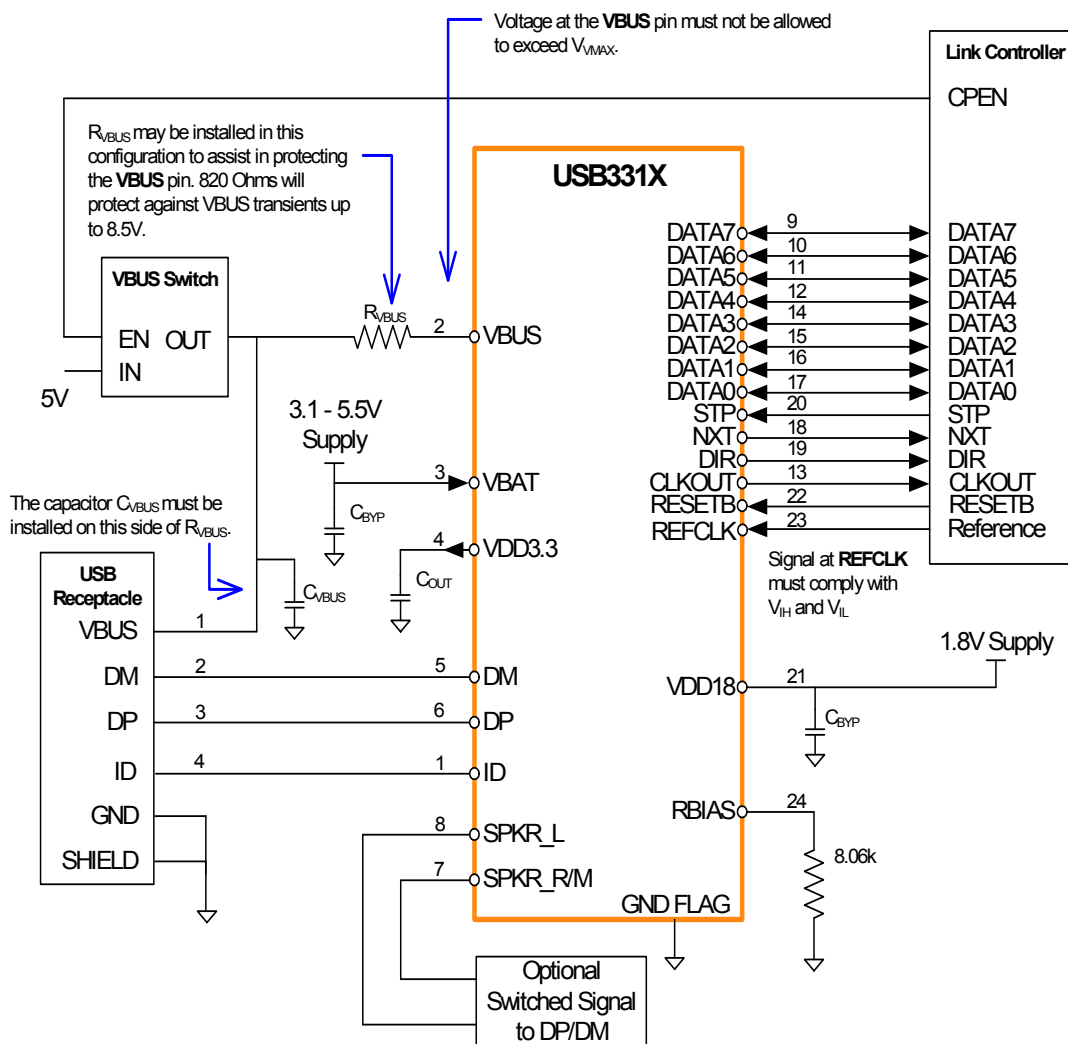 Voltage at the VBUS pin must not be allowed
to exceed VVMAX.
Link Controller
CPEN
RVBUS may be installed in this
configuration to assist in protecting
the VBUS pin. 820 Ohms will
protect against VBUS transients up
to 8.5V.
USB331X
VBUS Switch
EN OUT
IN
5V
RVBUS
2
VBUS
DATA7 9 DATA7
DATA6 10 DATA6
DATA5 11 DATA5
DATA4 12 DATA4
DATA3 14 DATA3
DATA2 15 DATA2
DATA1 16 DATA1
DATA0 17 DATA0
STP 20 STP
NXT 18 NXT
DIR 19 DIR
CLKOUT 13 CLKOUT
RESETB 22 RESETB
REFCLK 23 Reference
3.1 - 5.5V
Supply
3
VBAT
CBYP
4
VDD3.3
COUT
The capacitor CVBUS must be
installed on this side of RVBUS.
CVBUS
Signal at REFCLK
must comply with
VIH and VIL
USB
Receptacle
VBUS 1
DM 2 5 DM
DP 3 6 DP
ID 4 1 ID
GND
SHIELD
1.8V Supply
VDD18 21
CBYP
RBIAS 24
8.06k
8 SPKR_L
7 SPKR_R/M
GND FLAG
Optional
Switched Signal
to DP/DM